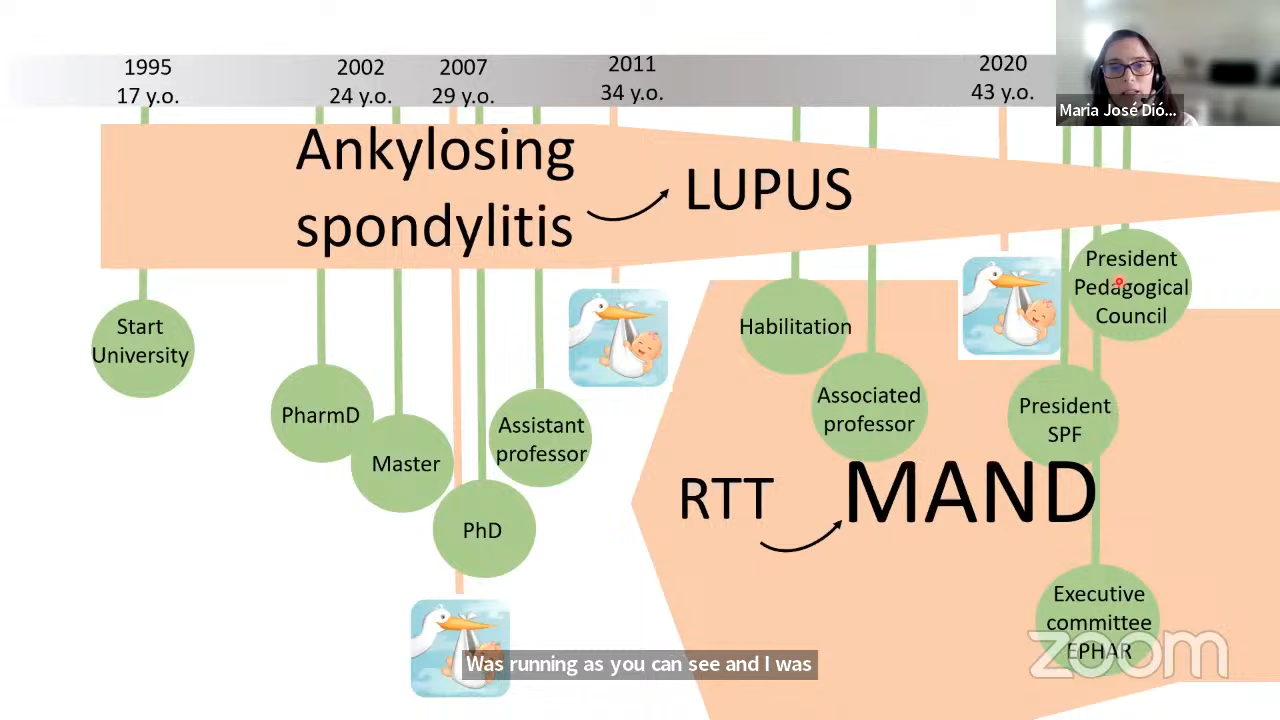 1995
17 y.o.
2002
24 y.o.
2007
29 y.o.
2011
34 y.o.
2020
43 y.o.
Maria José Dió...
Ankylosing
spondylitis
LUPUS
Start
University
PharmD
Master
PhD
Assistant
professor
Habilitation
Associated
professor
President
Pedagogical
Council
President
SPF
RTT
MAND
Executive
committee
EPHAR
zoom
Was running as you can see and I was